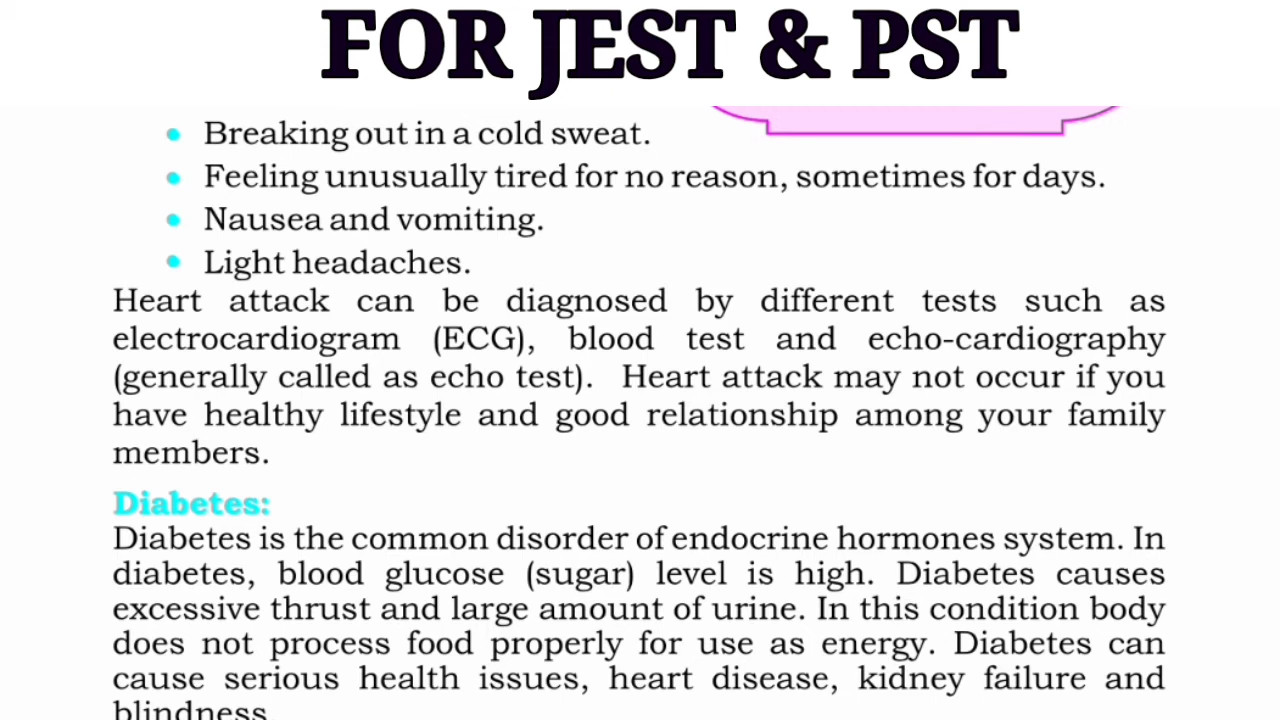 FOR JEST & PST
Breaking out in a cold sweat.
Feeling unusually tired for no reason, sometimes for days.
Nausea and vomiting.
Light headaches.
Heart attack can be diagnosed by different tests such as
electrocardiogram (ECG), blood test and echo-cardiography
(generally called as echo test). Heart attack may not occur if you
have healthy lifestyle and good relationship among your family
members.
Diabetes:
Diabetes is the common disorder of endocrine hormones system. In
diabetes, blood glucose (sugar) level is high. Diabetes causes
excessive thrust and large amount of urine. In this condition body
does not process food properly for use as energy. Diabetes can
cause serious health issues, heart disease, kidney failure and
blindness.